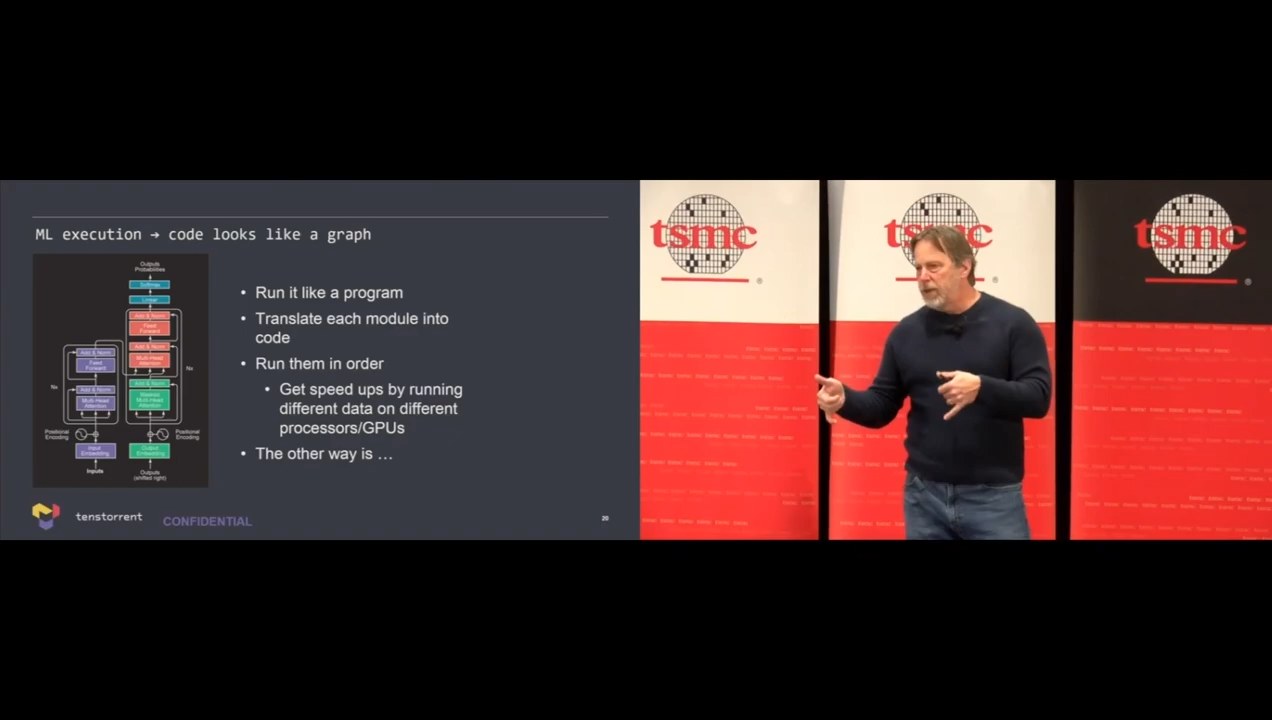 ML execution → code looks like a graph
Outputs
Probabilities
Softmax
Linear
Add & Norm
Feed
Forward
Add & Norm
Multi-Head
Attention
Nx
Add & Norm
Masked
Multi-Head
Attention
Add & Norm
Feed
Forward
Nx
Add & Norm
Multi-Head
Attention
Positional
Encoding
Positional
Encoding
Input
Embedding
Output
Embedding
Inputs
Outputs
(shifted right)
• Run it like a program
• Translate each module into
code
• Run them in order
• Get speed ups by running
different data on different
processors/GPUs
• The other way is …
tenstorrent
CONFIDENTIAL
20
tsmc
®
tsmc
®
tsmc
®